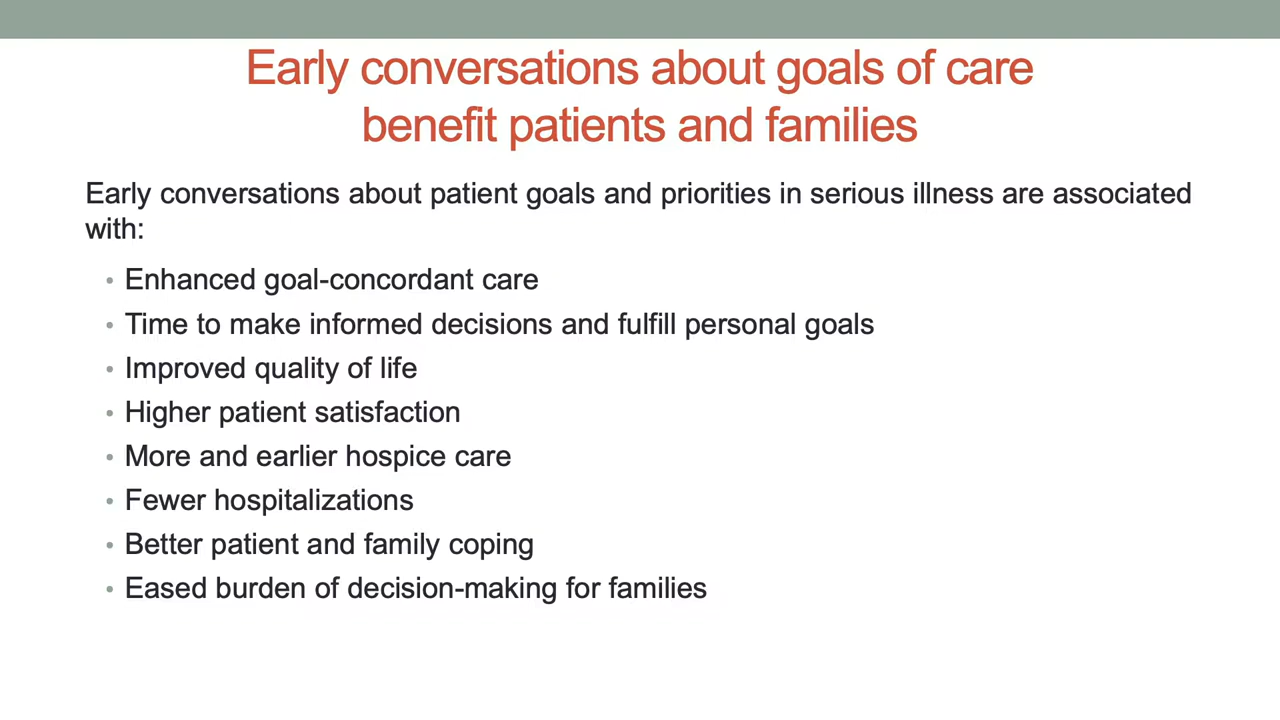 Early conversations about goals of care
benefit patients and families
Early conversations about patient goals and priorities in serious illness are associated
with:
• Enhanced goal-concordant care
• Time to make informed decisions and fulfill personal goals
• Improved quality of life
• Higher patient satisfaction
• More and earlier hospice care
• Fewer hospitalizations
• Better patient and family coping
• Eased burden of decision-making for families